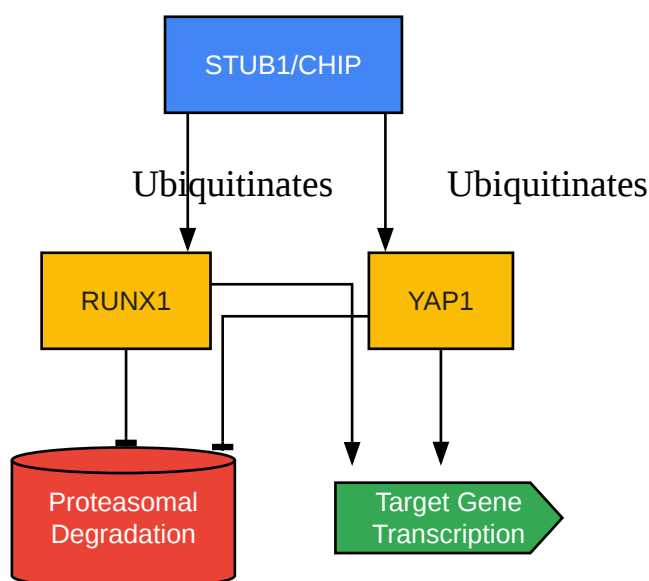 STUB1/CHIP
Ubiquitinates
Ubiquitinates
RUNX1
YAP1
Proteasomal
Degradation
Target Gene
Transcription